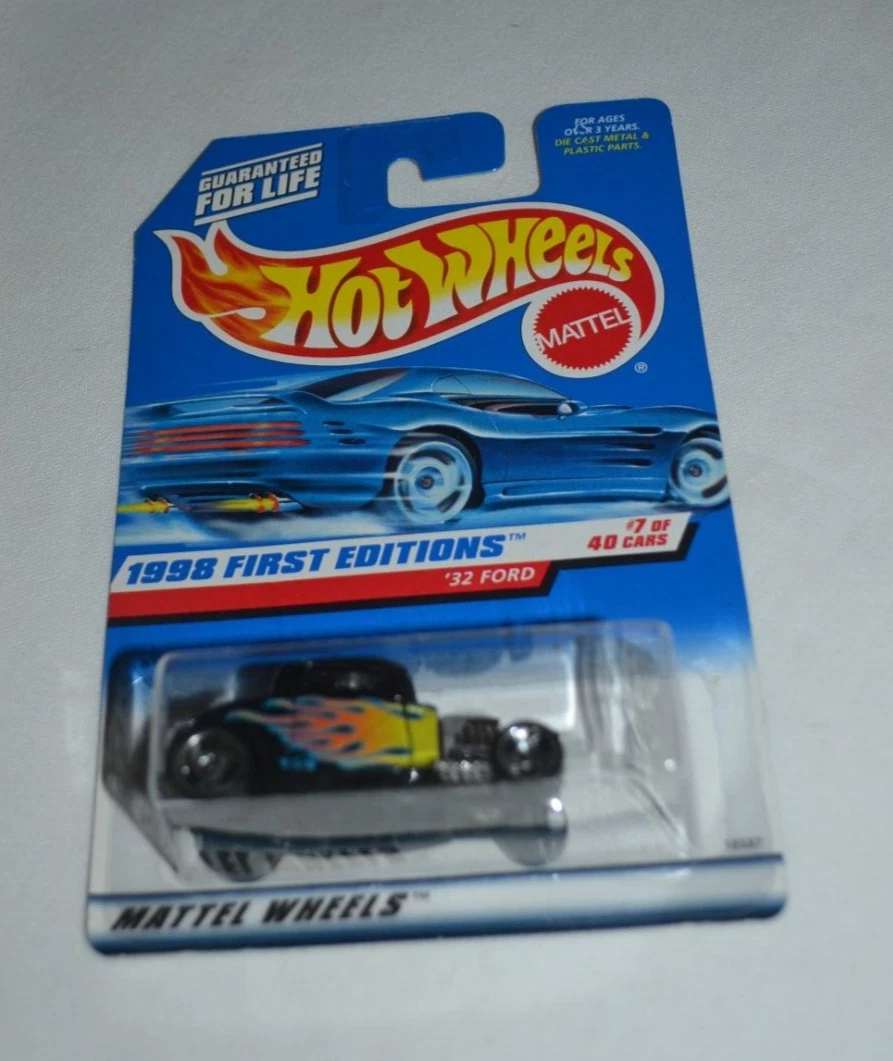 GUARANTEED
FOR LIFE
FOR AGES
OVER 3 YEARS.
DIE CAST METAL &
PLASTIC PARTS.
HOT WHEELS
MATTEL
®
1998 FIRST EDITIONS™
#7 OF
40 CARS
'32 FORD
MATTEL WHEELS™